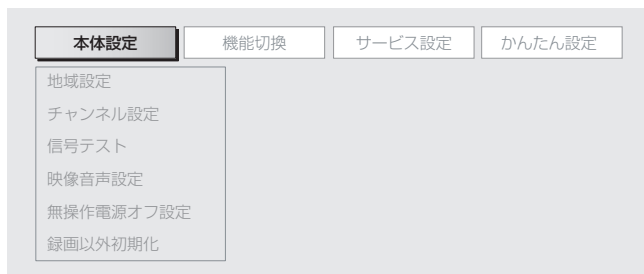 本体設定 機能切換 サービス設定 かんたん設定
地域設定
チャンネル設定
信号テスト
映像音声設定
無操作電源オフ設定
録画以外初期化